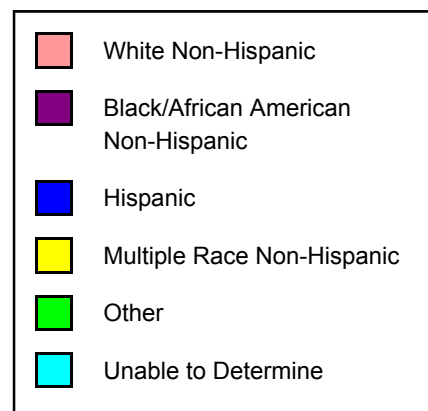 White Non-Hispanic
Black/African American
Non-Hispanic
Hispanic
Multiple Race Non-Hispanic
Other
Unable to Determine